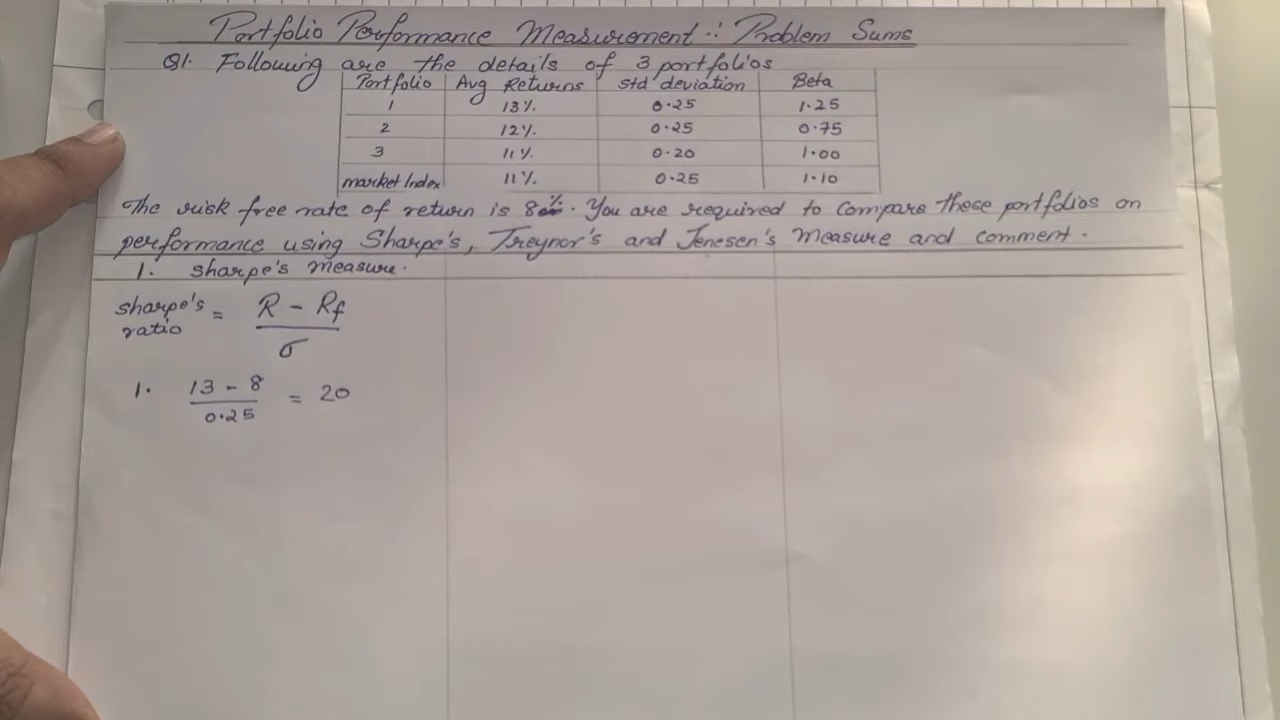 Portfolio Performance Measurement :: Problem Sums
Q1. Following are the details of 3 portfolios
Portfolio Avg Returns std deviation Beta
1 13% 0.25 1.25
2 12% 0.25 0.75
3 11% 0.20 1.00
market Index 11% 0.25 1.10
The risk free rate of return is 8%. You are required to compare these portfolios on
performance using Sharpe's, Treynor's and Jenesen's Measure and comment.
1. sharpe's measure.
sharpe's ratio = R - Rf / σ
1. 13 - 8 / 0.25 = 20